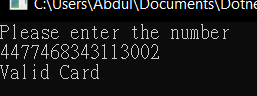 C:\Users\Abdul\Documents\Dotne
Please enter the number
4477468343113002
Valid Card